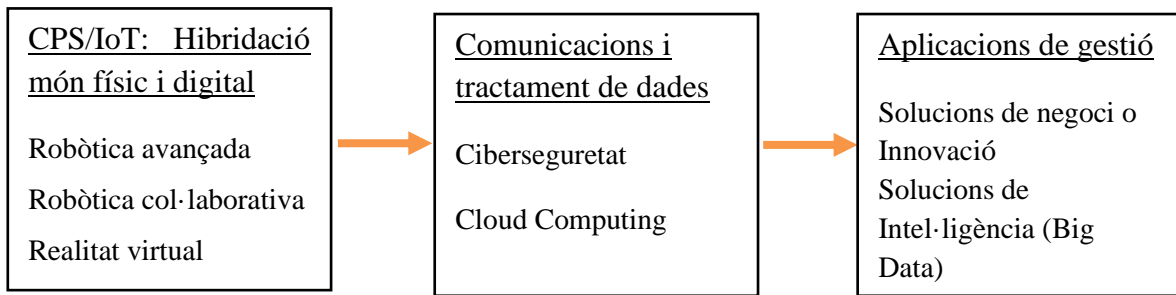 CPS/IoT: Hibridació
món físic i digital
Robòtica avançada
Robòtica col·laborativa
Realitat virtual
Comunicacions i
tractament de dades
Ciberseguretat
Cloud Computing
Aplicacions de gestió
Solucions de negoci o
Innovació
Solucions de
Intel·ligència (Big
Data)